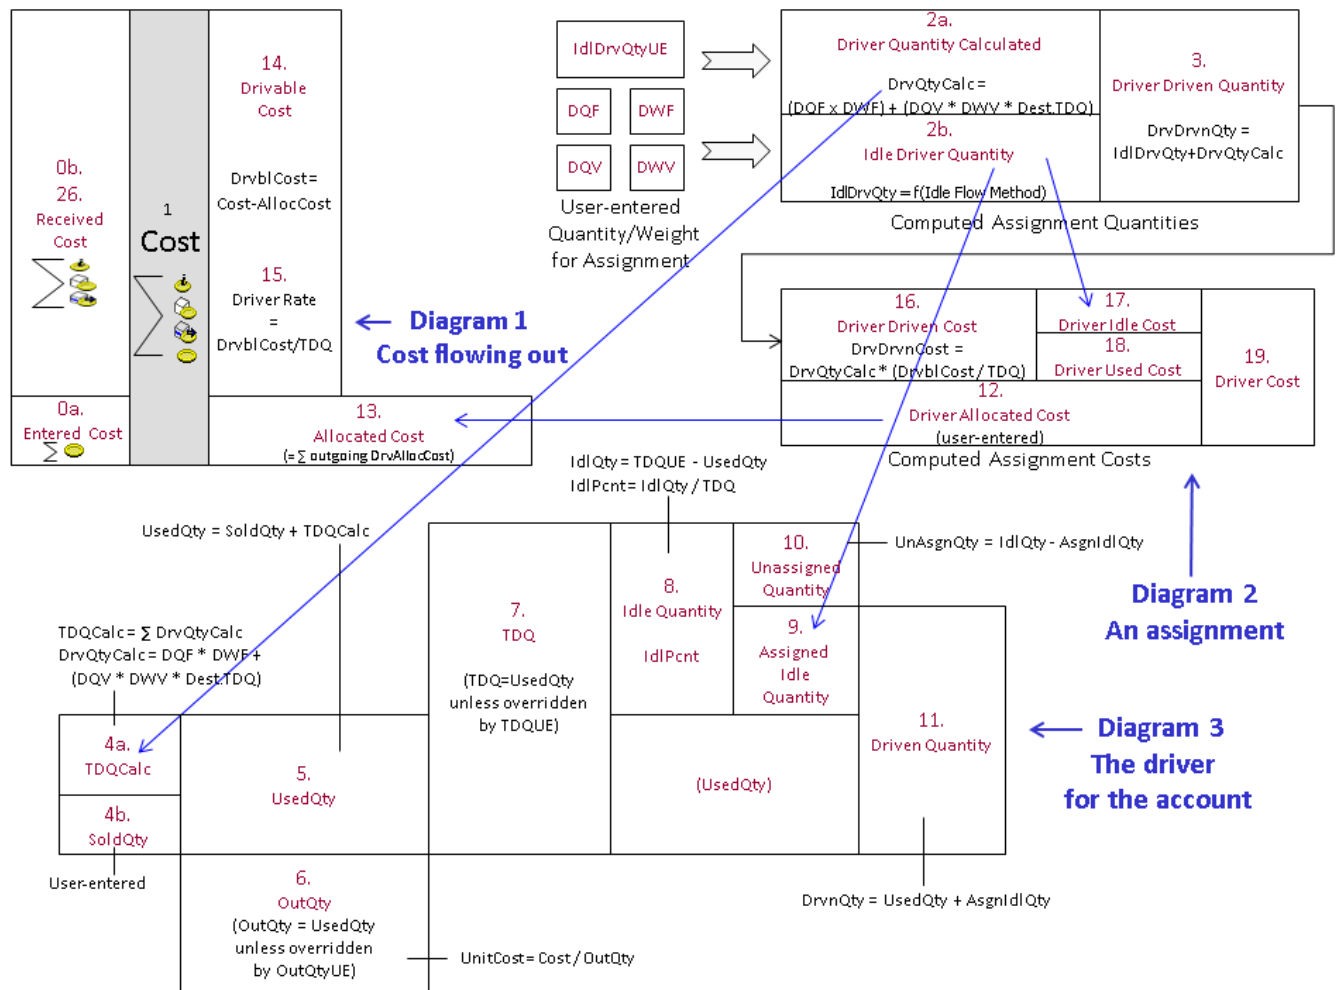 14.
Drivable
Cost
DrvblCost=
Cost-AllocCost
0b.
26.
Received
Cost
1
Cost
15.
Driver Rate
=
DrvblCost/TDQ
0a.
Entered Cost
∑
13.
Allocated Cost
(=∑ outgoing DrvAllocCost)
Diagram 1
Cost flowing out
IdlDrvQtyUE
DQF
DWF
DQV
DWV
User-entered
Quantity/Weight
for Assignment
2a.
Driver Quantity Calculated
DrvQtyCalc=
(DQF x DWF) + (DQV * DWV * Dest.TDQ)
2b.
Idle Driver Quantity
IdlDrvQty = f(Idle Flow Method)
3.
Driver Driven Quantity
DrvDrvnQty =
IdlDrvQty+DrvQtyCalc
Computed Assignment Quantities
16.
Driver Driven Cost
DrvDrvnCost =
DrvQtyCalc* (DrvblCost/TDQ)
17.
Driver Idle Cost
18.
Driver Used Cost
19.
Driver Cost
12.
Driver Allocated Cost
(user-entered)
Computed Assignment Costs
Diagram 2
An assignment
IdlQty= TDQUE - UsedQty
IdlPcnt= IdlQty/TDQ
UsedQty = SoldQty + TDQCalc
UnAsgnQty = IdlQty - AsgnIdlQty
TDQCalc= ∑ DrvQtyCalc
DrvQtyCalc= DQF * DWF +
(DQV * DWV * Dest.TDQ)
4a.
TDQCalc
4b.
SoldQty
User-entered
5.
UsedQty
6.
OutQty
(OutQty = UsedQty
unless overridden
by OutQtyUE)
UnitCost= Cost/OutQty
7.
TDQ
(TDQ=UsedQty
unless overridden
by TDQUE)
8.
Idle Quantity
IdlPcnt
10.
Unassigned
Quantity
9.
Assigned
Idle
Quantity
(UsedQty)
11.
Driven Quantity
DrvnQty = UsedQty + AsgnIdlQty
Diagram 3
The driver
for the account